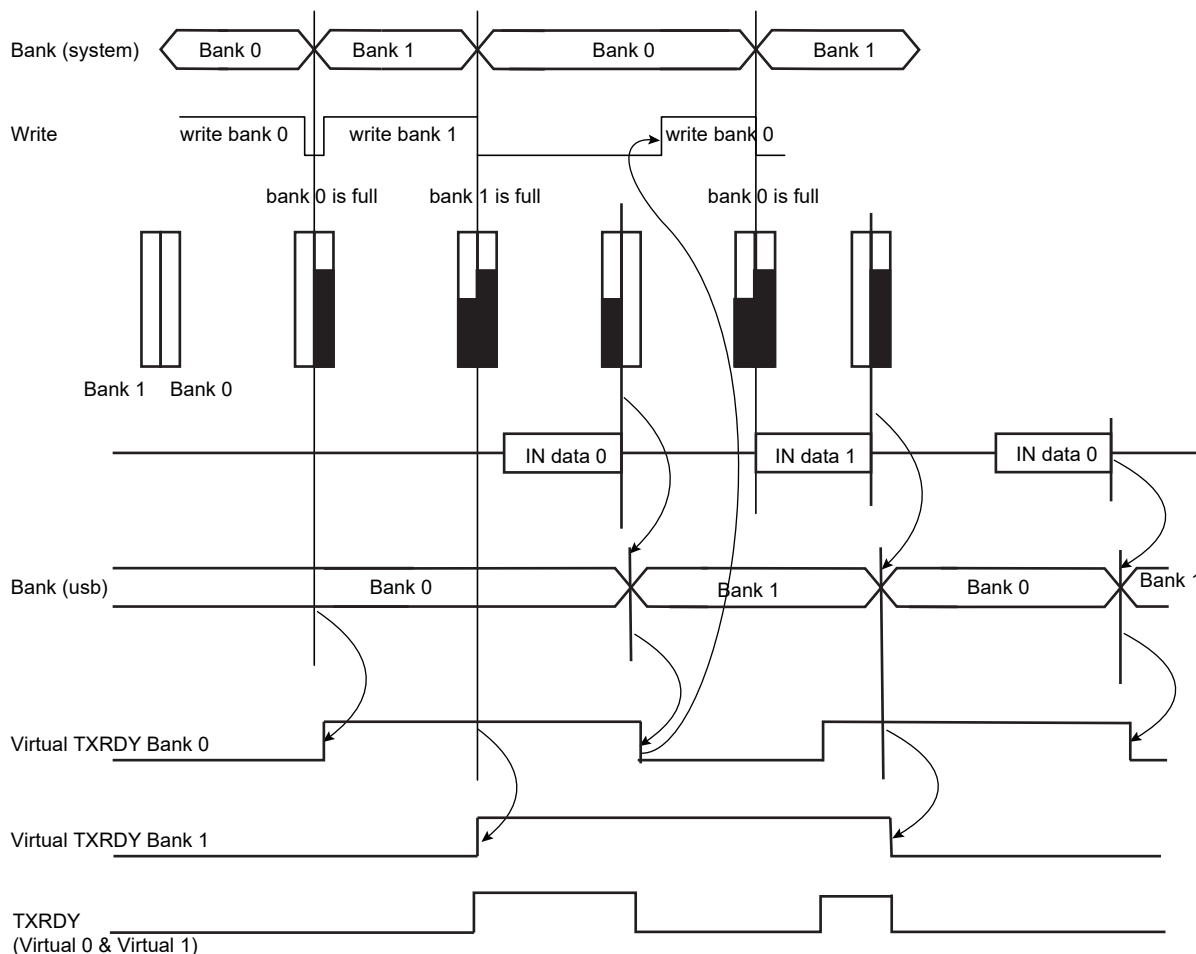 Bank (system)
Bank 0
Bank 1
Bank 0
Bank 1
Write
write bank 0
write bank 1
write bank 0
bank 0 is full
bank 1 is full
bank 0 is full
Bank 1
Bank 0
IN data 0
IN data 1
IN data 0
Bank (usb)
Bank 0
Bank 1
Bank 0
Bank 1
Virtual TXRDY Bank 0
Virtual TXRDY Bank 1
TXRDY
(Virtual 0 & Virtual 1)